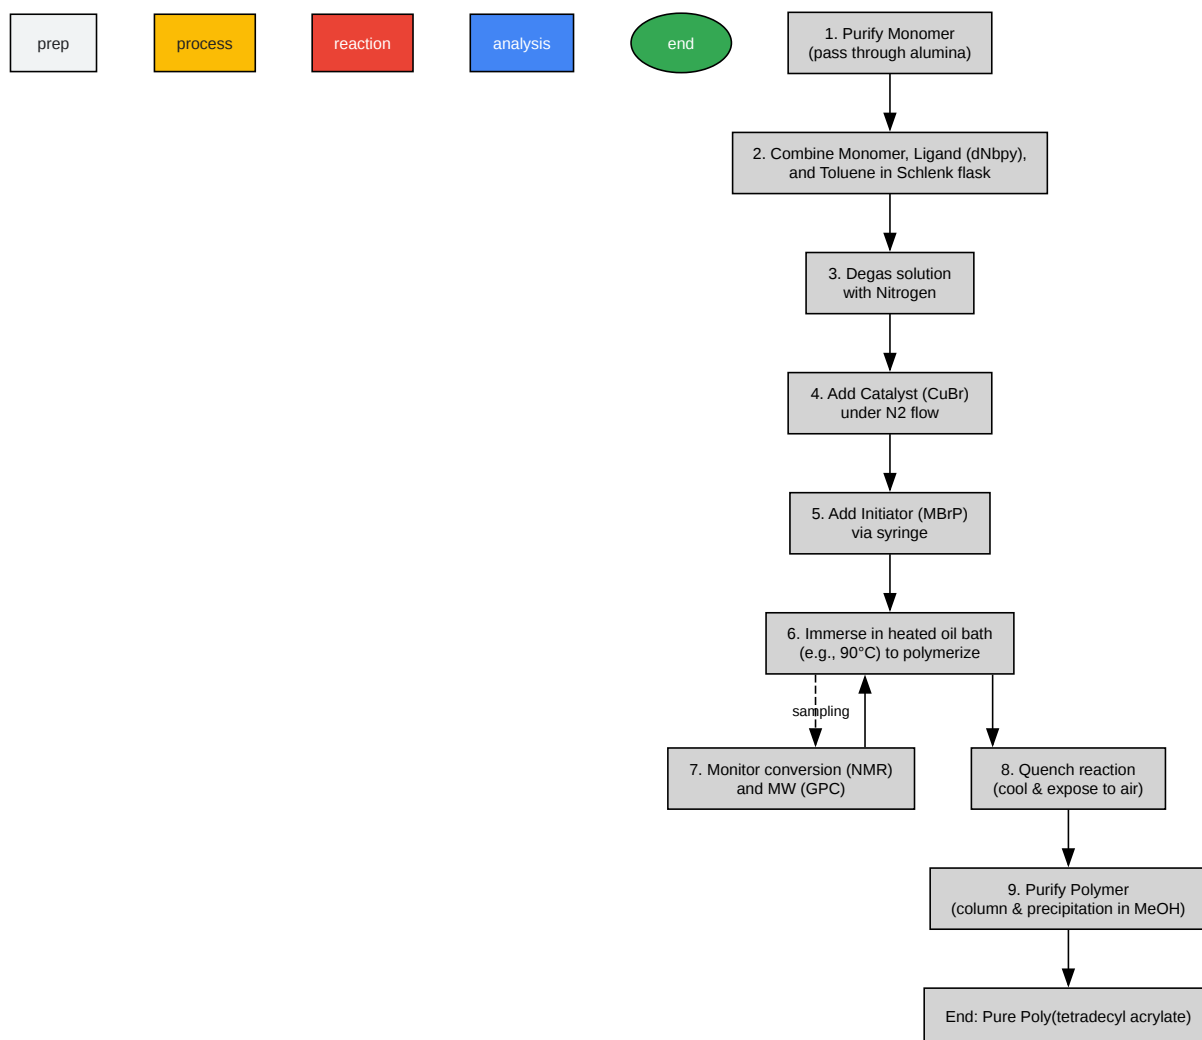 prep
process
reaction
analysis
end
1. Purify Monomer
(pass through alumina)
2. Combine Monomer, Ligand (dNbpy),
and Toluene in Schlenk flask
3. Degas solution
with Nitrogen
4. Add Catalyst (CuBr)
under N2 flow
5. Add Initiator (MBrP)
via syringe
6. Immerse in heated oil bath
(e.g., 90°C) to polymerize
sampling
7. Monitor conversion (NMR)
and MW (GPC)
8. Quench reaction
(cool & expose to air)
9. Purify Polymer
(column & precipitation in MeOH)
End: Pure Poly(tetradecyl acrylate)